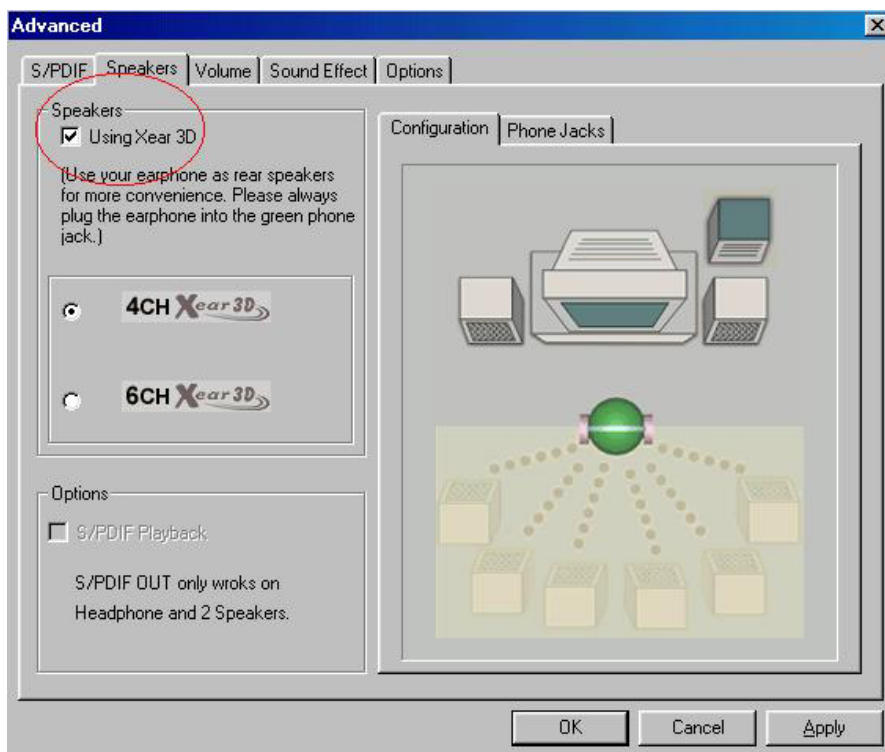 Advanced
S/PDIF Speakers Volume Sound Effect Options
Speakers
Using Xear 3D
(Use your earphone as rear speakers
for more convenience. Please always
plug the earphone into the green phone
jack.)
4CH Xear 3D
6CH Xear 3D
Options
S/PDIF Playback
S/PDIF OUT only wroks on
Headphone and 2 Speakers.
Configuration Phone Jacks
OK Cancel Apply